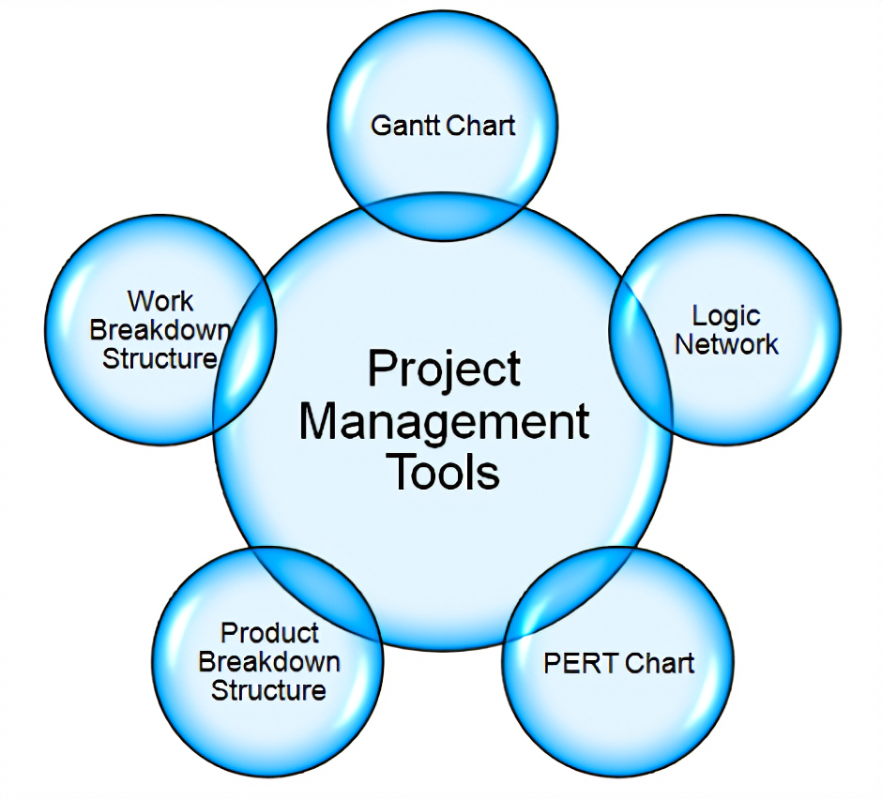 Gantt Chart
Work
Breakdown
Structure
Logic
Network
Project
Management
Tools
Product
Breakdown
Structure
PERT Chart